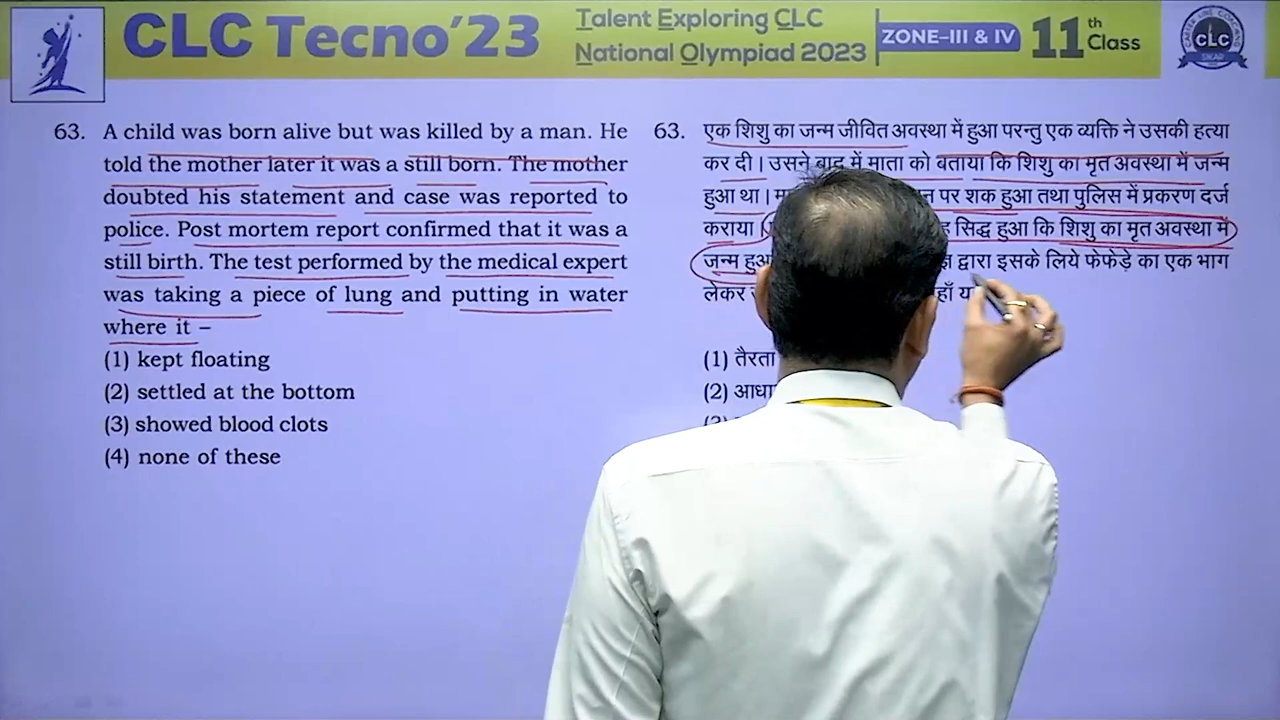 CLC Tecno'23
Talent Exploring CLC
National Olympiad 2023
ZONE–III & IV
11th
Class
CLC
SIKAR
63. A child was born alive but was killed by a man. He
told the mother later it was a still born. The mother
doubted his statement and case was reported to
police. Post mortem report confirmed that it was a
still birth. The test performed by the medical expert
was taking a piece of lung and putting in water
where it –
(1) kept floating
(2) settled at the bottom
(3) showed blood clots
(4) none of these
63. एक शिशु का जन्म जीवित अवस्था में हुआ परन्तु एक व्यक्ति ने उसकी हत्या
कर दी। उसने बाद में माता को बताया कि शिशु का मृत अवस्था में जन्म
हुआ था। पर शक हुआ तथा पुलिस में प्रकरण दर्ज
कराया। सिद्ध हुआ कि शिशु का मृत अवस्था में
जन्म द्वारा इसके लिये फेफेड़े का एक भाग
लेकर
(1) तैरता
(2)